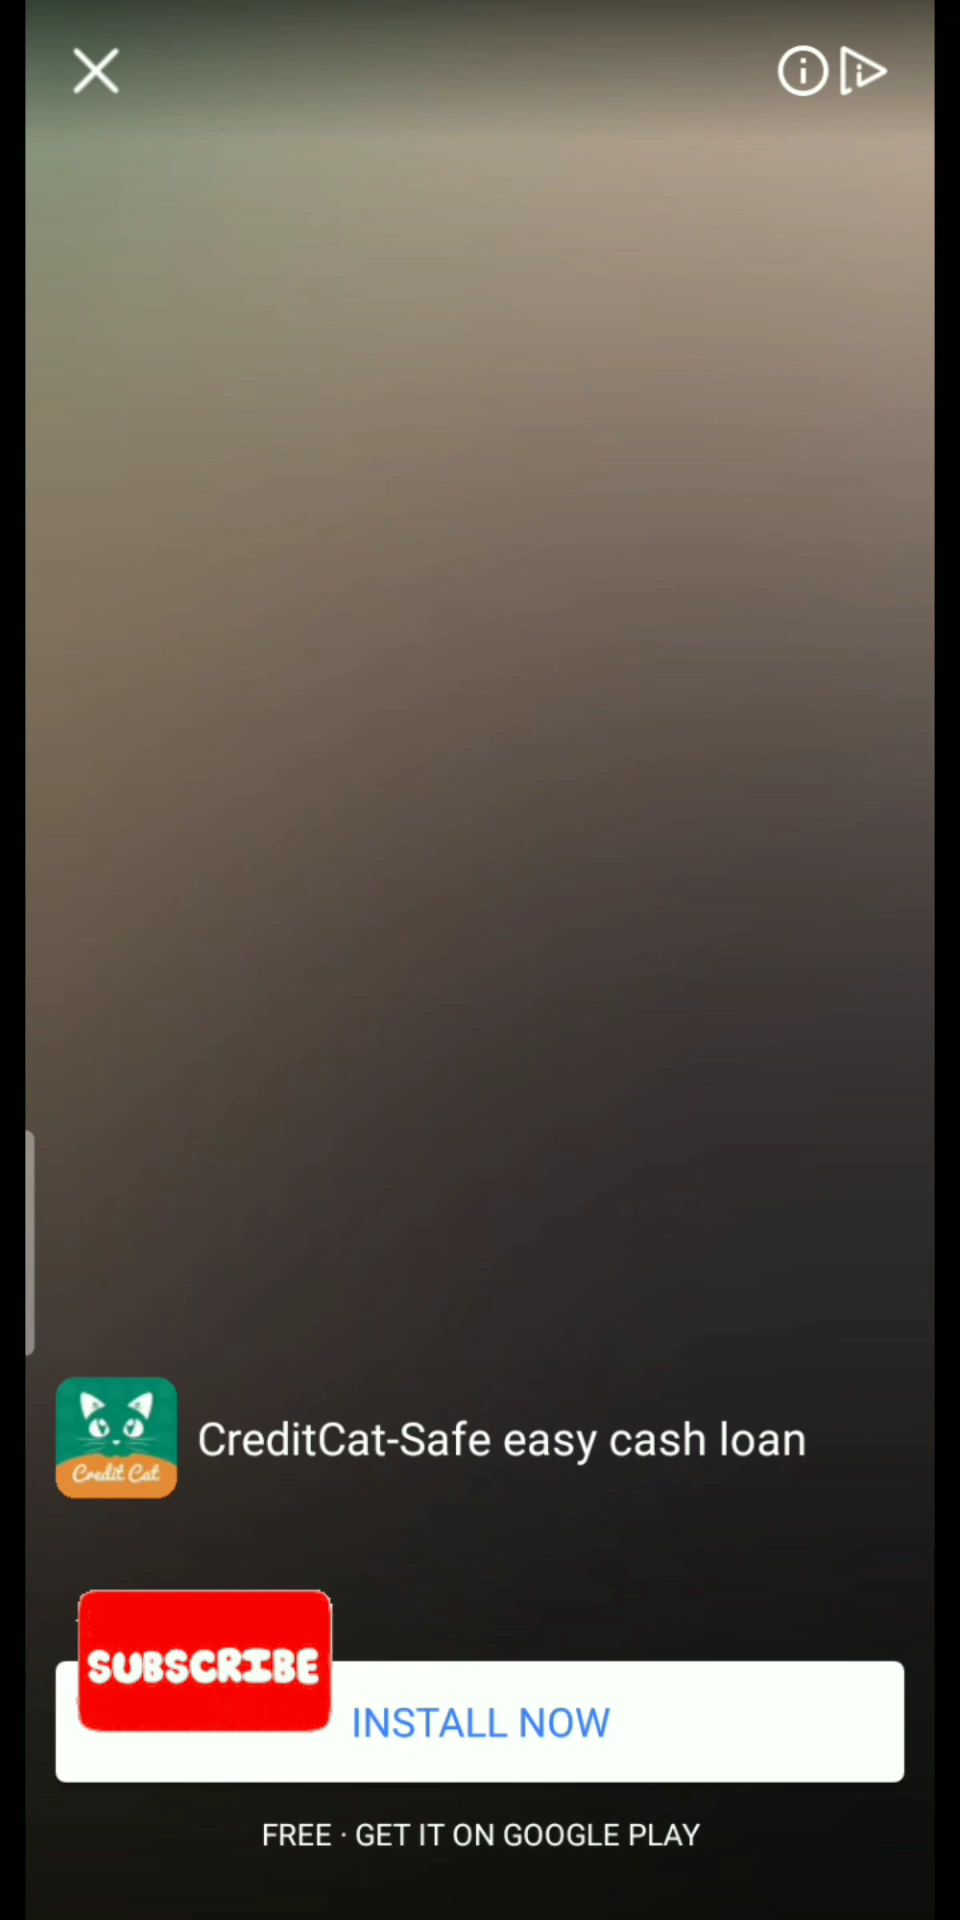 CreditCat-Safe easy cash loan
Credit Cat
SUBSCRIBE
INSTALL NOW
FREE · GET IT ON GOOGLE PLAY